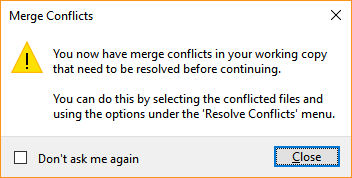 Merge Conflicts
You now have merge conflicts in your working copy
that need to be resolved before continuing.
You can do this by selecting the conflicted files and
using the options under the 'Resolve Conflicts' menu.
Don't ask me again
Close